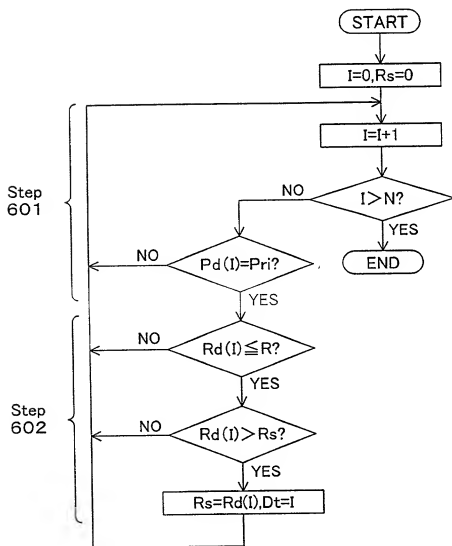 START
I=0,Rs=0
I=I+1
I>N?
NO
YES
END
Step
601
Pd(I)=Pri?
NO
YES
Rd(I)≦R?
NO
YES
Step
602
Rd(I)>Rs?
NO
YES
Rs=Rd(I),Dt=I